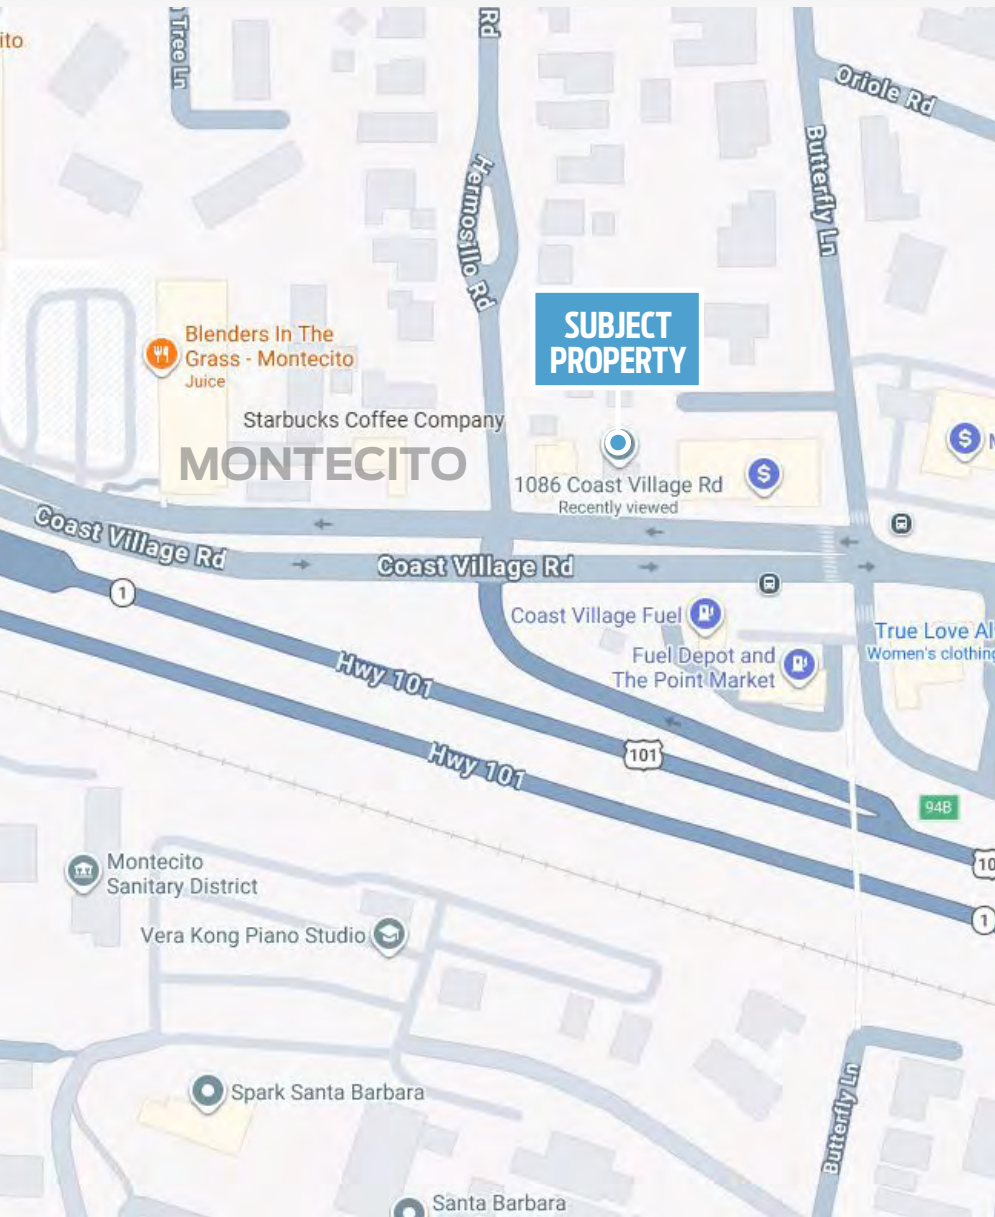 ito
Tree Ln
Rd
Oriole Rd
Butterfly Ln
Hermosillo Rd
SUBJECT
PROPERTY
Blenders In The
Grass - Montecito
Juice
Starbucks Coffee Company
MONTECITO
$
$
1086 Coast Village Rd
Recently viewed
Coast Village Rd
Coast Village Rd
1
Coast Village Fuel
Fuel Depot and
The Point Market
True Love Al
Women's clothing
Hwy 101
Hwy 101
101
94B
10
1
Montecito
Sanitary District
Vera Kong Piano Studio
Spark Santa Barbara
Butterfly Ln
Santa Barbara